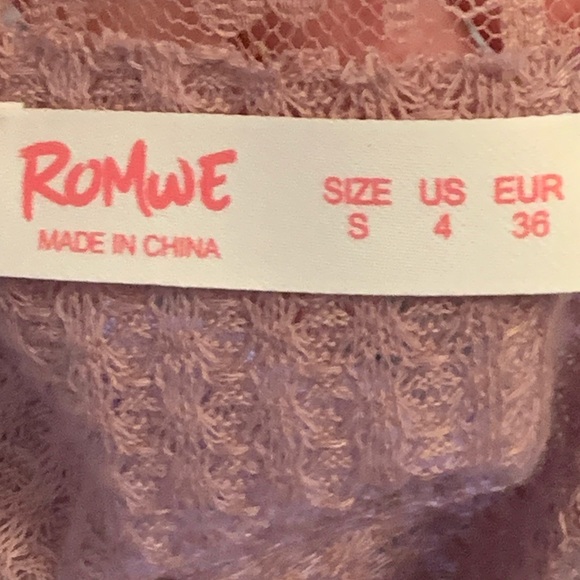 ROMWE
MADE IN CHINA
SIZE US EUR
S 4 36